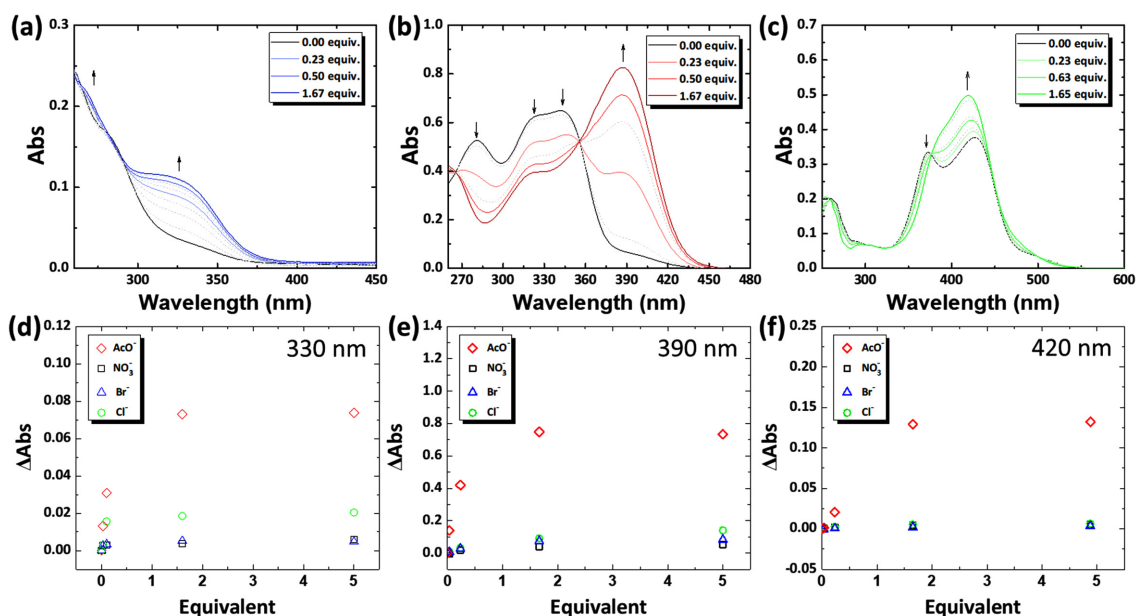 (a)
0.3
0.2
0.1
0.0
Abs
0.00 equiv.
0.23 equiv.
0.50 equiv.
1.67 equiv.
300
350
400
450
Wavelength (nm)
(b)
1.0
0.8
0.6
0.4
0.2
0.0
Abs
0.00 equiv.
0.23 equiv.
0.50 equiv.
1.67 equiv.
260
300
330
360
390
420
450
480
Wavelength (nm)
(c)
0.7
0.6
0.5
0.4
0.3
0.2
0.1
0.0
Abs
0.00 equiv.
0.23 equiv.
0.63 equiv.
1.65 equiv.
300
400
500
600
Wavelength (nm)
(d)
0.12
0.10
0.08
0.06
0.04
0.02
0.00
ΔAbs
AcO⁻
NO₃⁻
Br⁻
Cl⁻
330 nm
0 1 2 3 4 5
Equivalent
(e)
1.4
1.2
1.0
0.8
0.6
0.4
0.2
0.0
ΔAbs
AcO⁻
NO₃⁻
Br⁻
Cl⁻
390 nm
0 1 2 3 4 5
Equivalent
(f)
0.25
0.20
0.15
0.10
0.05
0.00
-0.05
ΔAbs
AcO⁻
NO₃⁻
Br⁻
Cl⁻
420 nm
0 1 2 3 4 5
Equivalent